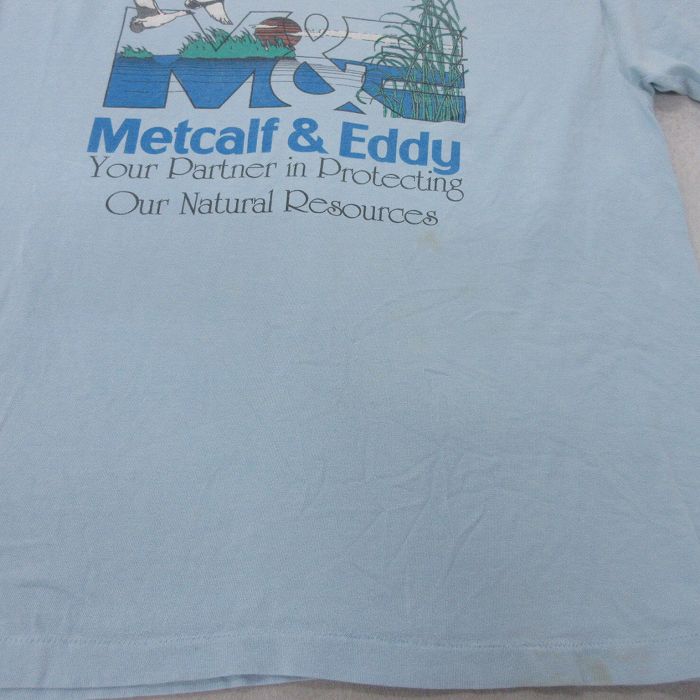 M&E
Metcalf & Eddy
Your Partner in Protecting
Our Natural Resources